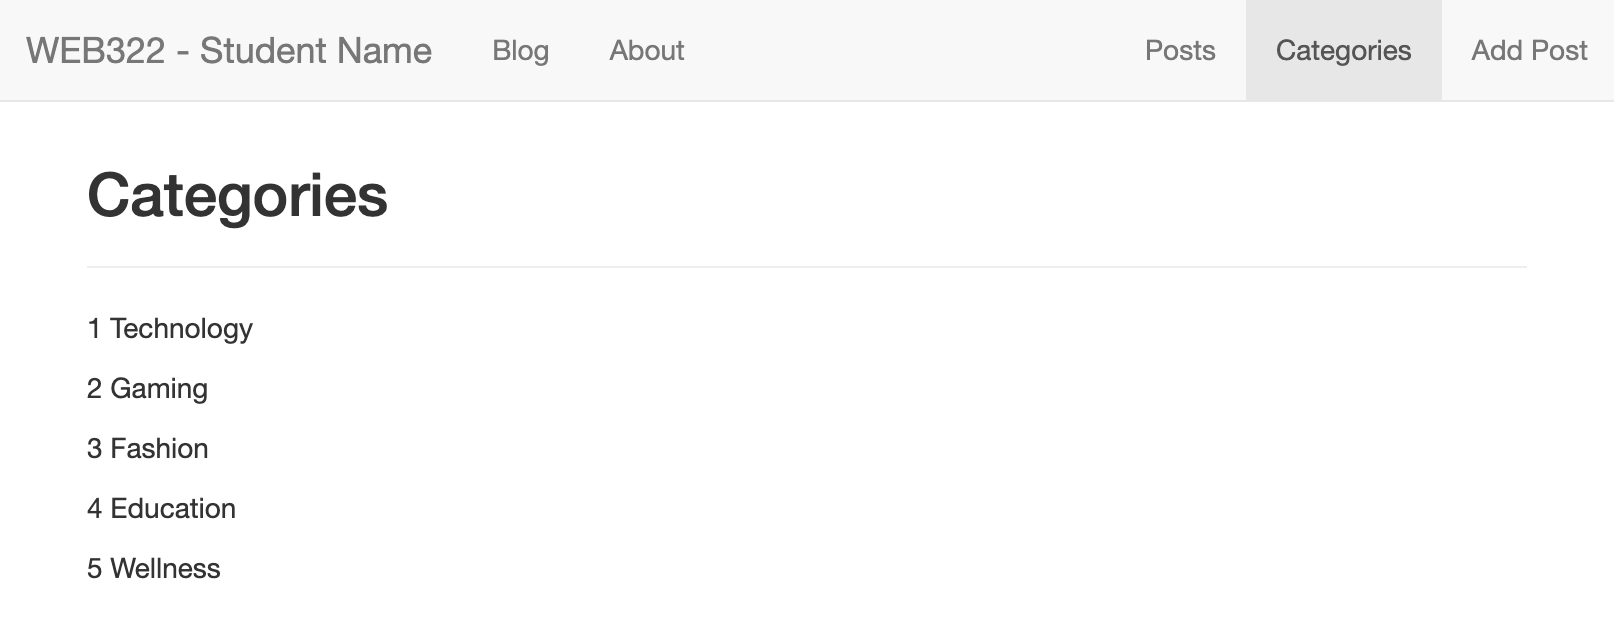 WEB322 - Student Name Blog About Posts Categories Add Post
Categories
1 Technology
2 Gaming
3 Fashion
4 Education
5 Wellness